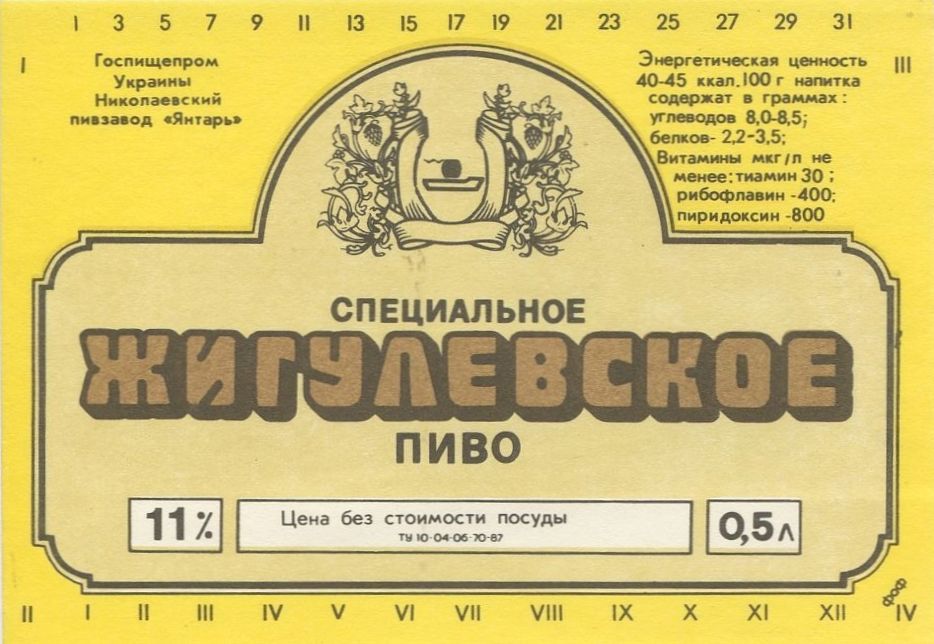 1 3 5 7 9 11 13 15 17 19 21 23 25 27 29 31
I
III
Госпищепром
Украины
Николаевский
пивзавод «Янтарь»
Энергетическая ценность
40-45 ккал. 100 г напитка
содержат в граммах:
углеводов 8,0-8,5;
белков- 2,2-3,5;
Витамины мкг/л не
менее: тиамин 30;
рибофлавин -400;
пиридоксин -800
СПЕЦИАЛЬНОЕ
ЖИГУЛЕВСКОЕ
ПИВО
11%
Цена без стоимости посуды
ТУ 10-04-06-70-87
0,5 л
фоф
II I II III IV V VI VII VIII IX X XI XII IV